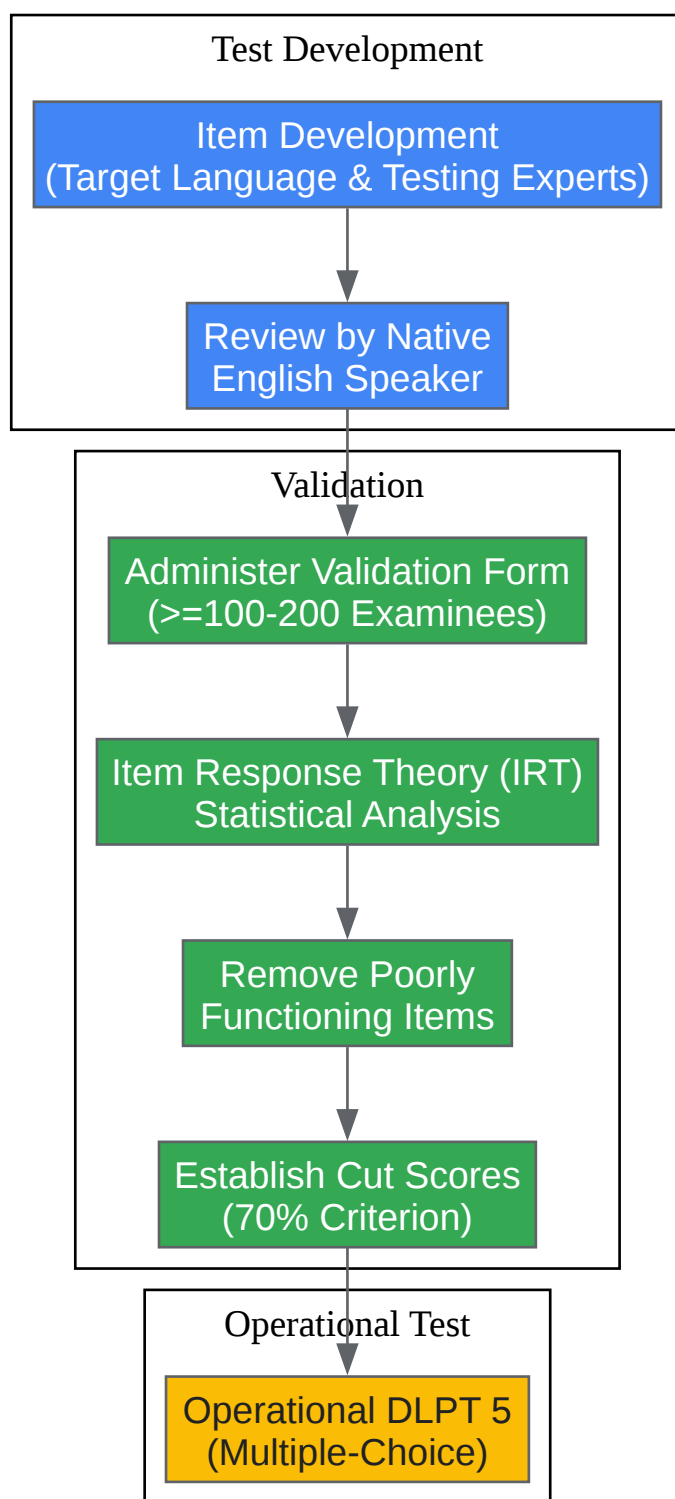 Test Development
Item Development
(Target Language & Testing Experts)
Review by Native
English Speaker
Validation
Administer Validation Form
(>=100-200 Examinees)
Item Response Theory (IRT)
Statistical Analysis
Remove Poorly
Functioning Items
Establish Cut Scores
(70% Criterion)
Operational Test
Operational DLPT 5
(Multiple-Choice)